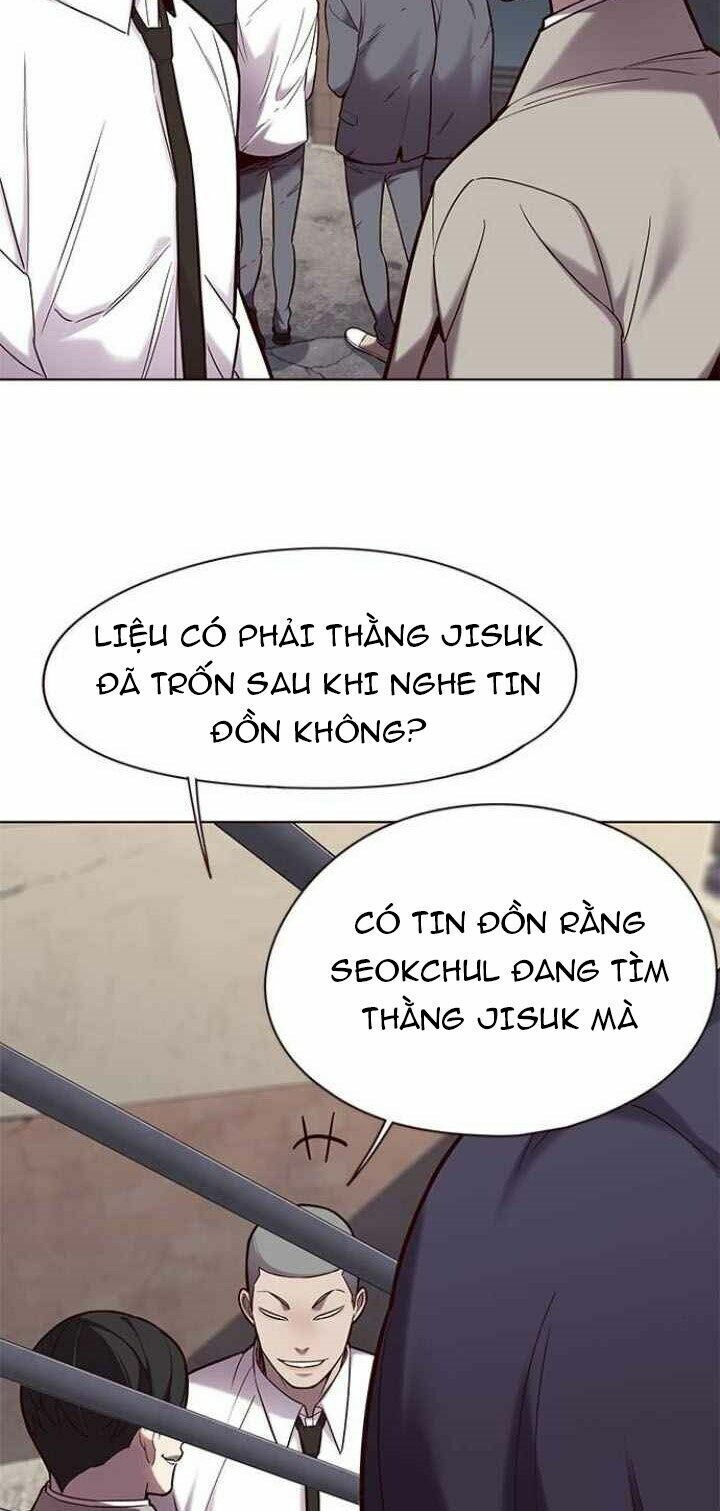 LIỆU CÓ PHẢI THẰNG JISUK
ĐÃ TRỐN SAU KHI NGHE TIN
ĐỒN KHÔNG?
CÓ TIN ĐỒN RẰNG
SEOKCHUL ĐANG TÌM
THẰNG JISUK MÀ